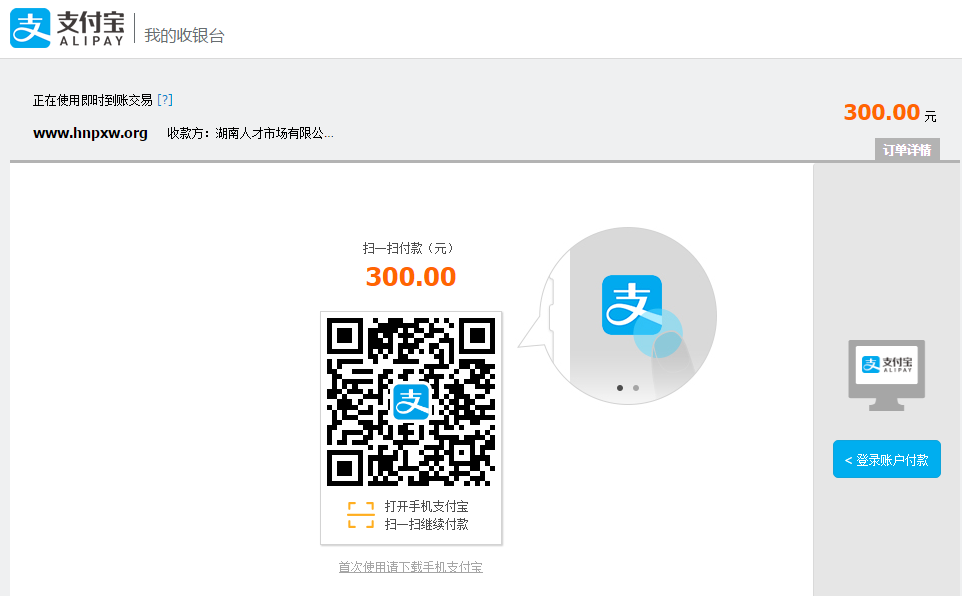 支付宝
ALIPAY
我的收银台
正在使用即时到账交易 [?]
www.hnpxw.org 收款方：湖南人才市场有限公...
300.00 元
订单详情
扫一扫付款（元）
300.00
支
支
打开手机支付宝
扫一扫继续付款
首次使用请下载手机支付宝
支付宝
ALIPAY
< 登录账户付款